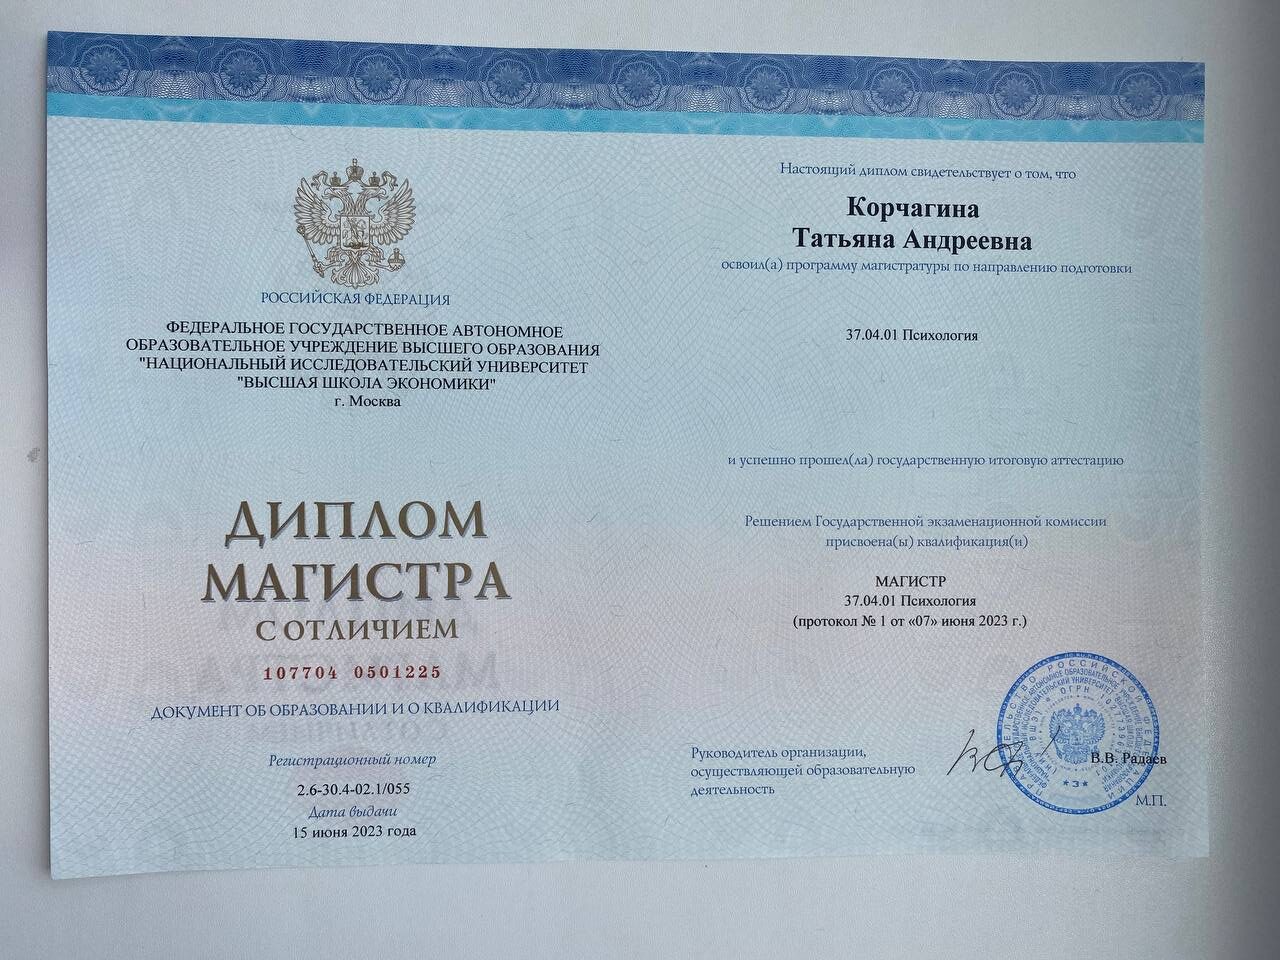 РОССИЙСКАЯ ФЕДЕРАЦИЯ
ФЕДЕРАЛЬНОЕ ГОСУДАРСТВЕННОЕ АВТОНОМНОЕ
ОБРАЗОВАТЕЛЬНОЕ УЧРЕЖДЕНИЕ ВЫСШЕГО ОБРАЗОВАНИЯ
"НАЦИОНАЛЬНЫЙ ИССЛЕДОВАТЕЛЬСКИЙ УНИВЕРСИТЕТ
"ВЫСШАЯ ШКОЛА ЭКОНОМИКИ"
г. Москва
ДИПЛОМ
МАГИСТРА
С ОТЛИЧИЕМ
107704 0501225
ДОКУМЕНТ ОБ ОБРАЗОВАНИИ И О КВАЛИФИКАЦИИ
Регистрационный номер
2.6-30.4-02.1/055
Дата выдачи
15 июня 2023 года
Настоящий диплом свидетельствует о том, что
Корчагина
Татьяна Андреевна
освоил(а) программу магистратуры по направлению подготовки
37.04.01 Психология
и успешно прошел(ла) государственную итоговую аттестацию
Решением Государственной экзаменационной комиссии
присвоена(ы) квалификация(и)
МАГИСТР
37.04.01 Психология
(протокол № 1 от «07» июня 2023 г.)
Руководитель организации,
осуществляющей образовательную
деятельность
В.В. Радаев
М.П.